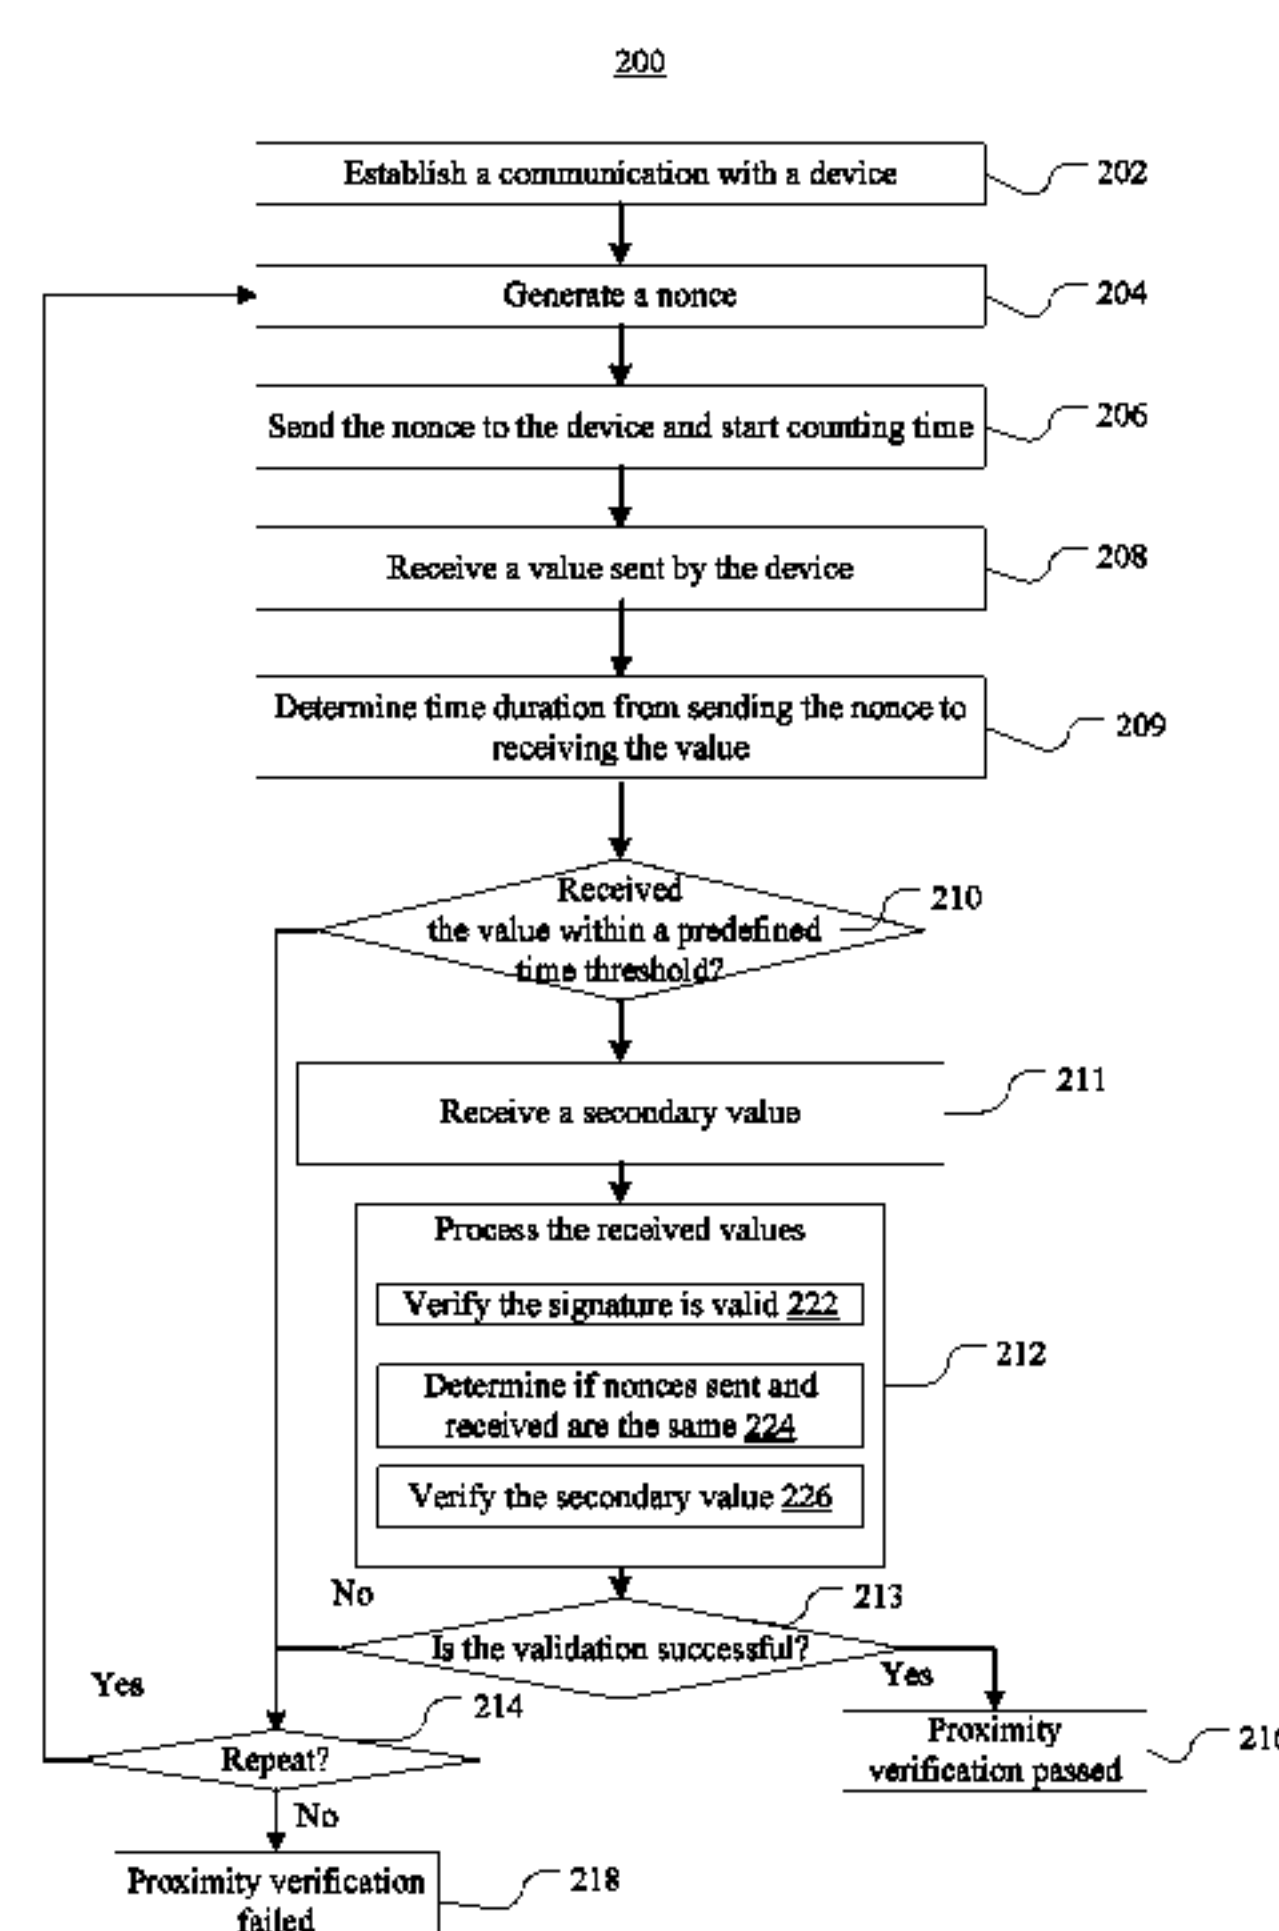 200
Establish a communication with a device
202
Generate a nonce
204
Send the nonce to the device and start counting time
206
Receive a value sent by the device
208
Determine time duration from sending the nonce to
receiving the value
209
Received
the value within a predefined
time threshold?
210
Receive a secondary value
211
Process the received values
Verify the signature is valid 222
Determine if nonces sent and
received are the same 224
Verify the secondary value 226
212
No
213
Is the validation successful?
Yes
Yes
214
Repeat?
Proximity
verification passed
No
Proximity verification
failed
218